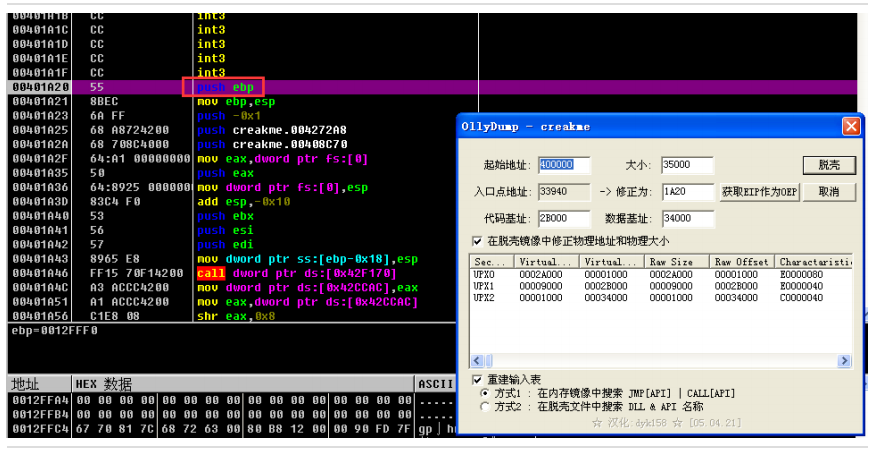 00401A1B CC int3
00401A1C CC int3
00401A1D CC int3
00401A1E CC int3
00401A1F CC int3
00401A20 55 push ebp
00401A21 8BEC mov ebp,esp
00401A23 6A FF push -0x1
00401A25 68 A8724200 push creakme.004272A8
00401A2A 68 708C4000 push creakme.00408C70
00401A2F 64:A1 00000000 mov eax,dword ptr fs:[0]
00401A35 50 push eax
00401A36 64:8925 000000 mov dword ptr fs:[0],esp
00401A3D 83C4 F0 add esp,-0x10
00401A40 53 push ebx
00401A41 56 push esi
00401A42 57 push edi
00401A43 8965 E8 mov dword ptr ss:[ebp-0x18],esp
00401A46 FF15 70F14200 call dword ptr ds:[0x42F170]
00401A4C A3 ACCC4200 mov dword ptr ds:[0x42CCAC],eax
00401A51 A1 ACCC4200 mov eax,dword ptr ds:[0x42CCAC]
00401A56 C1E8 08 shr eax,0x8
ebp=0012FFF0
地址 HEX 数据 ASCII
0012FFA4 00 00 00 00 00 00 00 00 00 00 00 00 00 00 00 00 .....
0012FFB4 00 00 00 00 00 00 00 00 00 00 00 00 00 00 00 00 .....
0012FFC4 67 70 81 7C 68 72 63 00 80 B8 12 00 00 90 FD 7F gp
OllyDump - creakme
起始地址: 400000 大小: 35000 脱壳
入口点地址: 33940 -> 修正为: 1A20 获取EIP作为OEP 取消
代码基址: 2B000 数据基址: 34000
在脱壳镜像中修正物理地址和物理大小
Sec... Virtual... Virtual... Raw Size Raw Offset Characteristi
UPX0 0002A000 00001000 0002A000 00001000 E0000080
UPX1 00009000 0002B000 00009000 0002B000 E0000040
UPX2 00001000 00034000 00001000 00034000 C0000040
重建输入表
方式1 : 在内存镜像中搜索 JMP[API] | CALL[API]
方式2 : 在脱壳文件中搜索 DLL & API 名称
☆ 汉化:dyk158 ☆ [05.04.21]